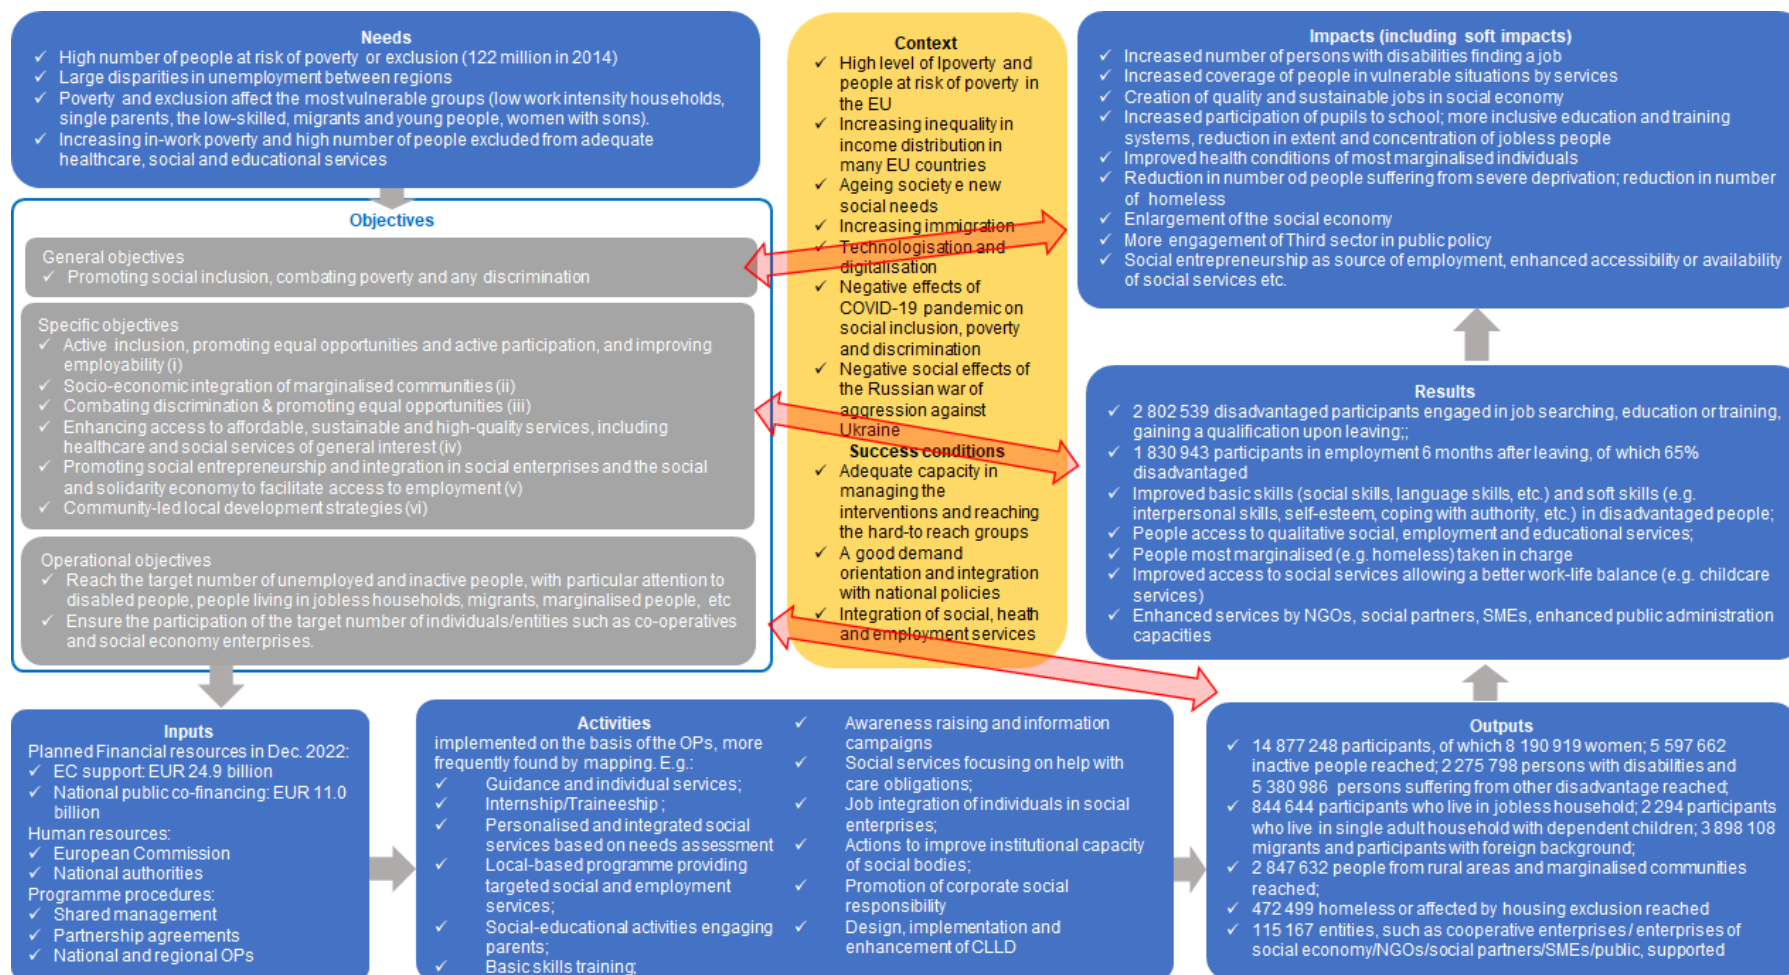 Needs
✓ High number of people at risk of poverty or exclusion (122 million in 2014)
✓ Large disparities in unemployment between regions
✓ Poverty and exclusion affect the most vulnerable groups (low work intensity households,
single parents, the low-skilled, migrants and young people, women with sons).
✓ Increasing in-work poverty and high number of people excluded from adequate
healthcare, social and educational services
Objectives
General objectives
✓ Promoting social inclusion, combating poverty and any discrimination
Specific objectives
✓ Active inclusion, promoting equal opportunities and active participation, and improving
employability (i)
✓ Socio-economic integration of marginalised communities (ii)
✓ Combating discrimination & promoting equal opportunities (iii)
✓ Enhancing access to affordable, sustainable and high-quality services, including
healthcare and social services of general interest (iv)
✓ Promoting social entrepreneurship and integration in social enterprises and the social
and solidarity economy to facilitate access to employment (v)
✓ Community-led local development strategies (vi)
Operational objectives
✓ Reach the target number of unemployed and inactive people, with particular attention to
disabled people, people living in jobless households, migrants, marginalised people, etc
✓ Ensure the participation of the target number of individuals/entities such as co-operatives
and social economy enterprises.
Context
✓ High level of lpoverty and
people at risk of poverty in
the EU
✓ Increasing inequality in
income distribution in
many EU countries
✓ Ageing society e new
social needs
✓ Increasing immigration
✓ Technologisation and
digitalisation
✓ Negative effects of
COVID-19 pandemic on
social inclusion, poverty
and discrimination
✓ Negative social effects of
the Russian war of
aggression against
Ukraine
Success conditions
✓ Adequate capacity in
managing the
interventions and reaching
the hard-to reach groups
✓ A good demand
orientation and integration
with national policies
✓ Integration of social, heath
and employment services
Impacts (including soft impacts)
✓ Increased number of persons with disabilities finding a job
✓ Increased coverage of people in vulnerable situations by services
✓ Creation of quality and sustainable jobs in social economy
✓ Increased participation of pupils to school; more inclusive education and training
systems, reduction in extent and concentration of jobless people
✓ Improved health conditions of most marginalised individuals
✓ Reduction in number od people suffering from severe deprivation; reduction in number
of homeless
✓ Enlargement of the social economy
✓ More engagement of Third sector in public policy
✓ Social entrepreneurship as source of employment, enhanced accessibility or availability
of social services etc.
Results
✓ 2 802 539 disadvantaged participants engaged in job searching, education or training,
gaining a qualification upon leaving;;
✓ 1 830 943 participants in employment 6 months after leaving, of which 65%
disadvantaged
✓ Improved basic skills (social skills, language skills, etc.) and soft skills (e.g.
interpersonal skills, self-esteem, coping with authority, etc.) in disadvantaged people;
✓ People access to qualitative social, employment and educational services;
✓ People most marginalised (e.g. homeless) taken in charge
✓ Improved access to social services allowing a better work-life balance (e.g. childcare
services)
✓ Enhanced services by NGOs, social partners, SMEs, enhanced public administration
capacities
Inputs
Planned Financial resources in Dec. 2022:
✓ EC support: EUR 24.9 billion
✓ National public co-financing: EUR 11.0
billion
Human resources:
✓ European Commission
✓ National authorities
Programme procedures:
✓ Shared management
✓ Partnership agreements
✓ National and regional OPs
Activities
implemented on the basis of the OPs, more
frequently found by mapping. E.g.:
✓ Guidance and individual services;
✓ Internship/Traineeship;
✓ Personalised and integrated social
services based on needs assessment
✓ Local-based programme providing
targeted social and employment
services;
✓ Social-educational activities engaging
parents;
✓ Basic skills training;
✓ Awareness raising and information
campaigns
✓ Social services focusing on help with
care obligations;
✓ Job integration of individuals in social
enterprises;
✓ Actions to improve institutional capacity
of social bodies;
✓ Promotion of corporate social
responsibility
✓ Design, implementation and
enhancement of CLLD
Outputs
✓ 14 877 248 participants, of which 8 190 919 women; 5 597 662
inactive people reached; 2 275 798 persons with disabilities and
5 380 986 persons suffering from other disadvantage reached;
✓ 844 644 participants who live in jobless household; 2 294 participants
who live in single adult household with dependent children; 3 898 108
migrants and participants with foreign background;
✓ 2 847 632 people from rural areas and marginalised communities
reached;
✓ 472 499 homeless or affected by housing exclusion reached
✓ 115 167 entities, such as cooperative enterprises/ enterprises of
social economy/NGOs/social partners/SMEs/public, supported